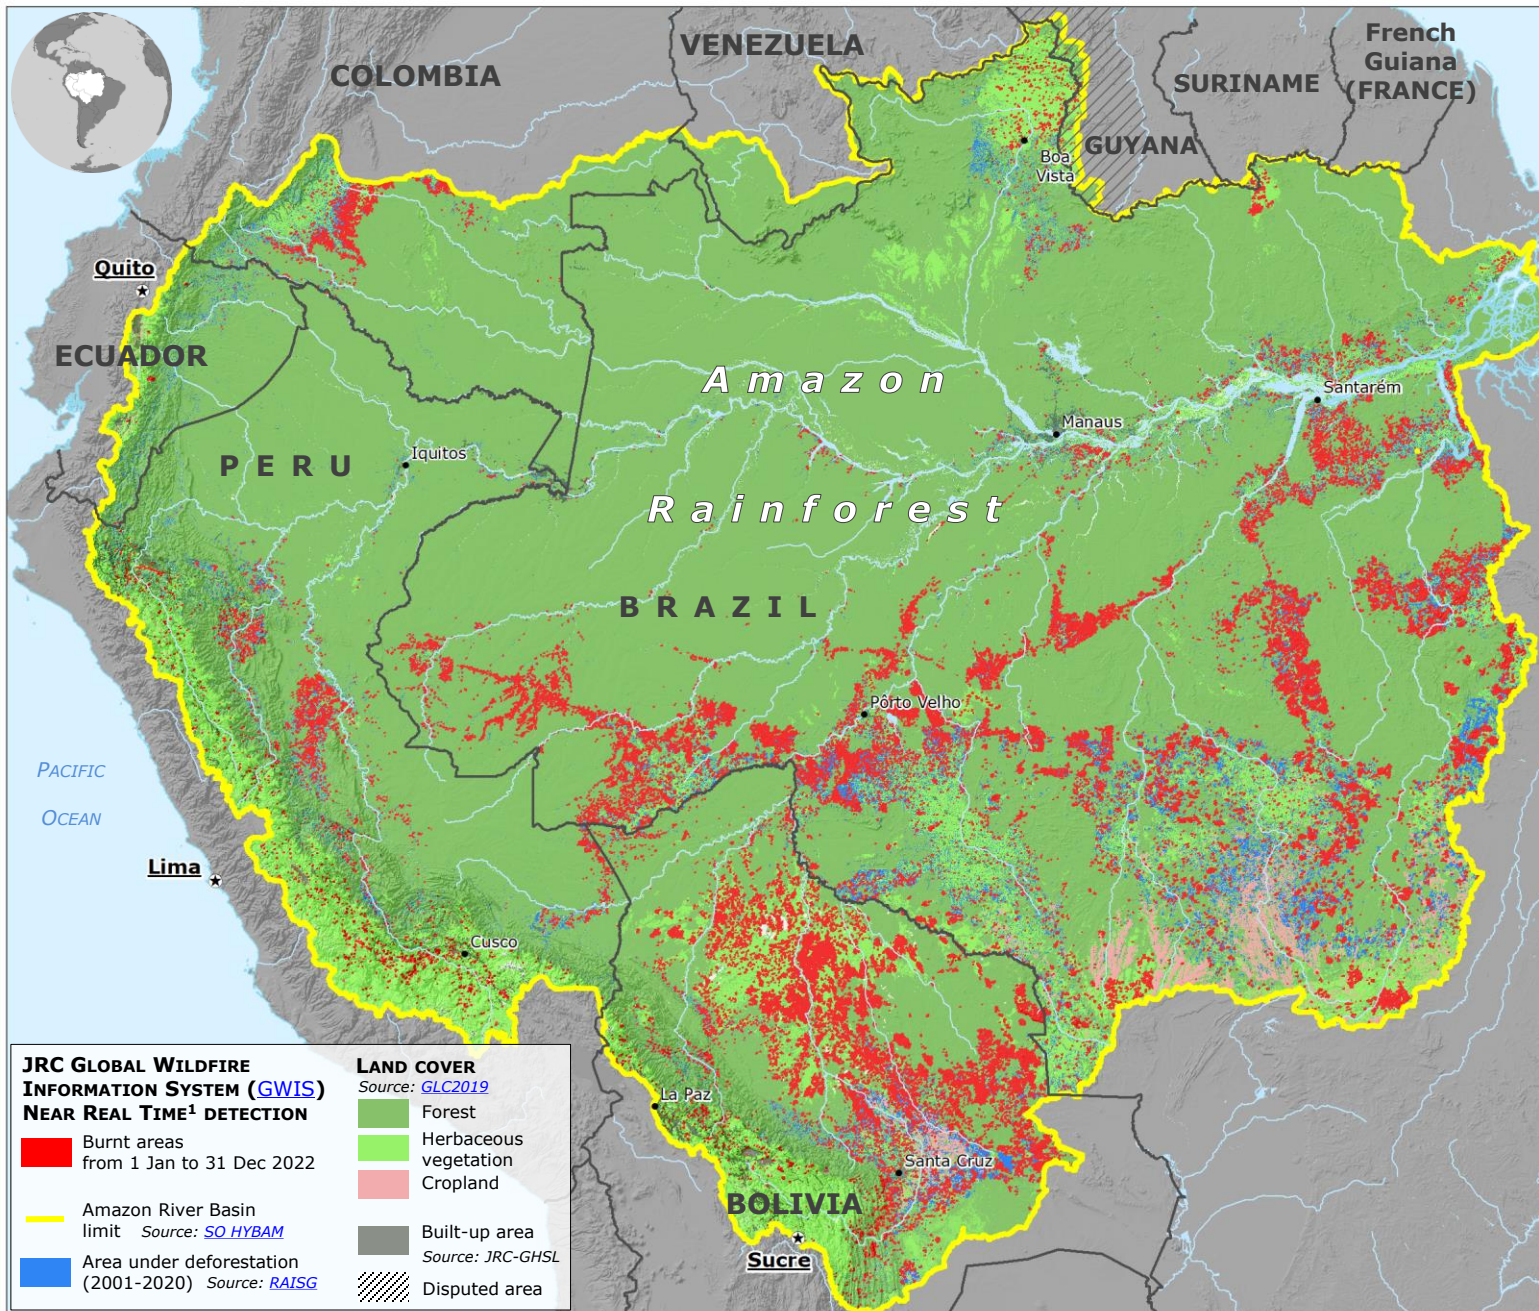 VENEZUELA
COLOMBIA
French
Guiana
(FRANCE)
SURINAME
GUYANA
Boa
Vista
Quito
ECUADOR
Amazon
Santarém
Manaus
PERU
Iquitos
Rainforest
BRAZIL
Pôrto Velho
PACIFIC
OCEAN
Lima
Cusco
La Paz
Santa Cruz
BOLIVIA
Sucre
JRC GLOBAL WILDFIRE
INFORMATION SYSTEM (GWIS)
NEAR REAL TIME¹ DETECTION
Burnt areas
from 1 Jan to 31 Dec 2022
Amazon River Basin
limit Source: SO HYBAM
Area under deforestation
(2001-2020) Source: RAISG
LAND COVER
Source: GLC2019
Forest
Herbaceous
vegetation
Cropland
Built-up area
Source: JRC-GHSL
Disputed area